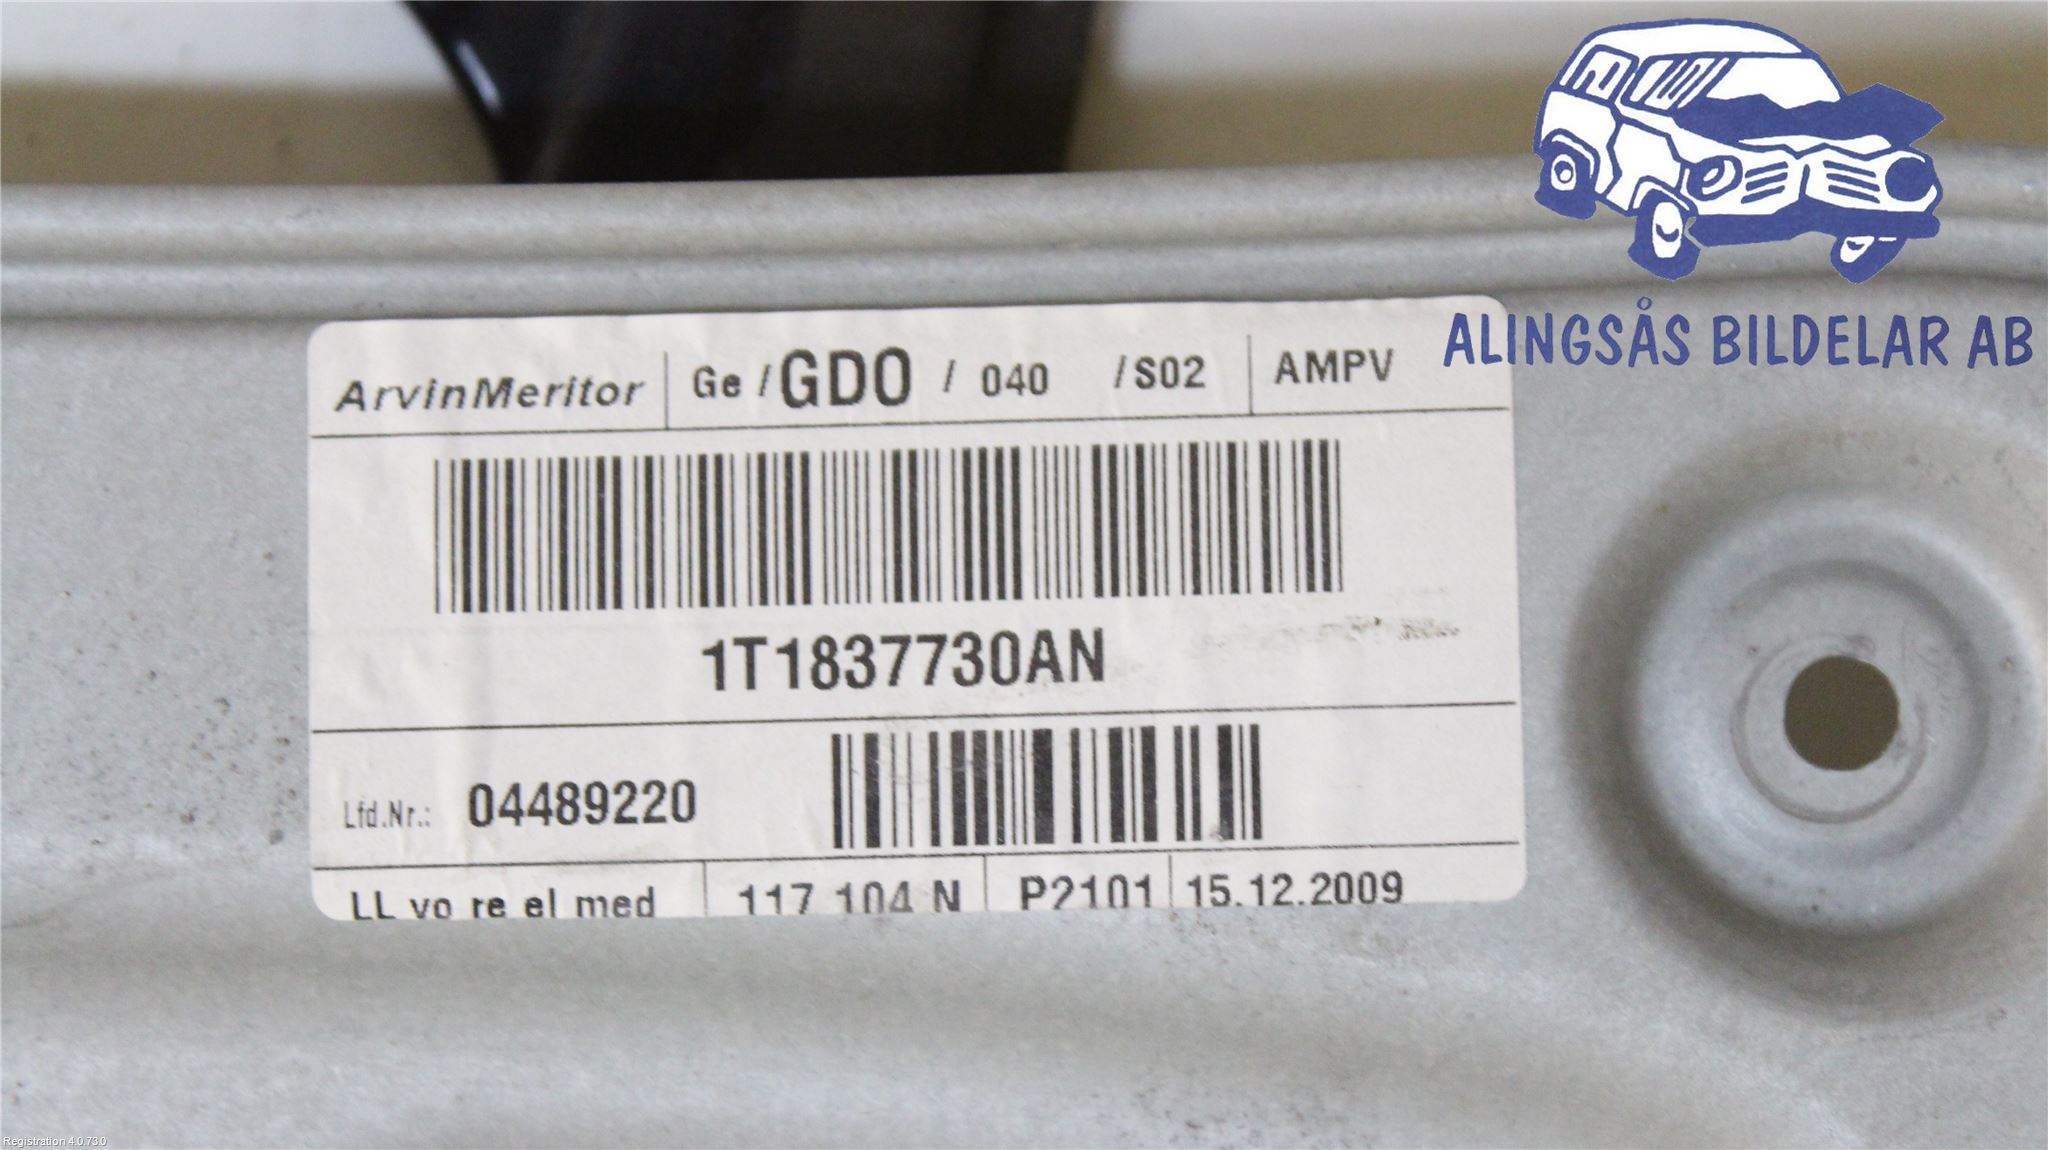 ALINGSÅS BILDELAR AB
ArvinMeritor Ge /GDO / 040 /S02 AMPV
1T1837730AN
Lfd.Nr.: 04489220
LL vo re el med 117 104 N P2101 15.12.2009
Registration 4.0.73.0